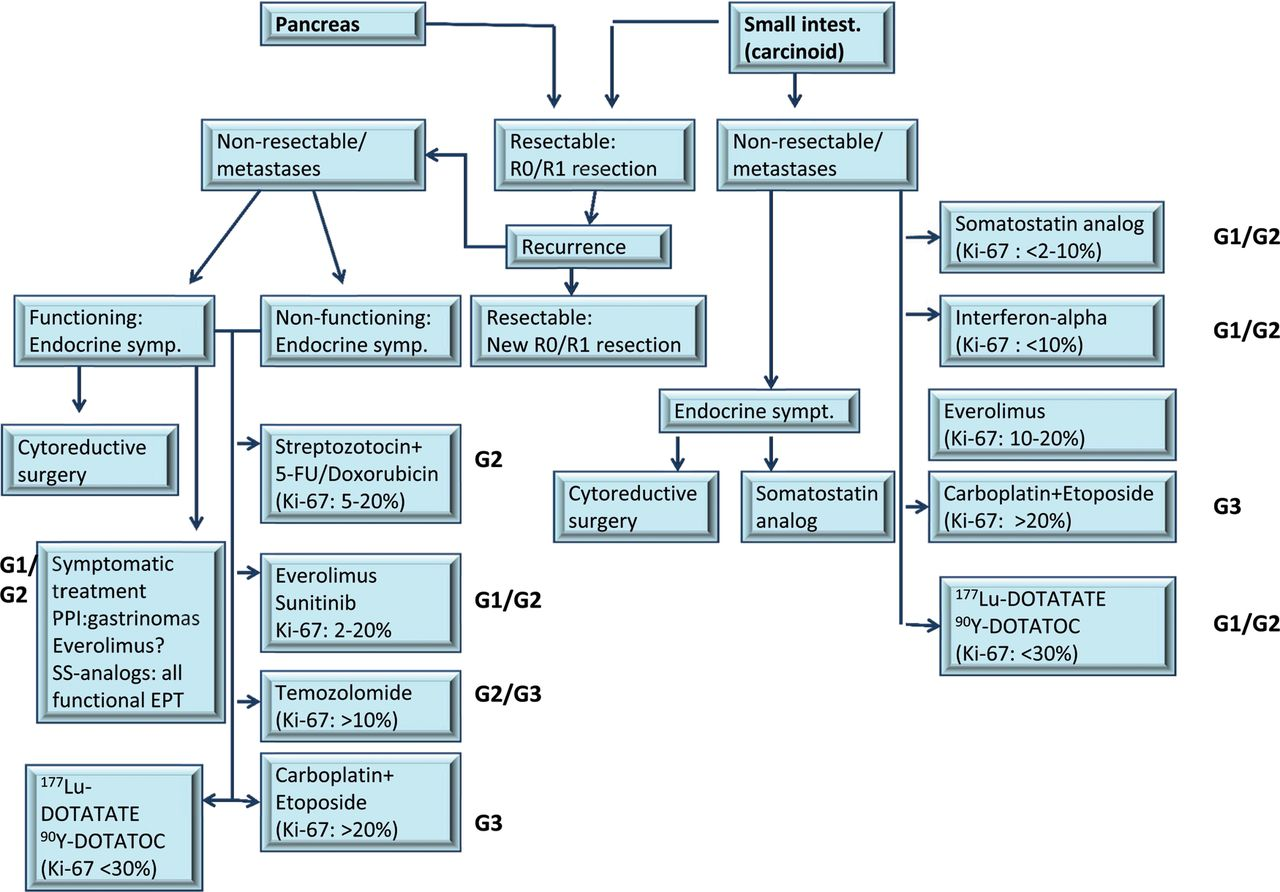 Pancreas
Small intest.
(carcinoid)
Non-resectable/
metastases
Resectable:
R0/R1 resection
Non-resectable/
metastases
Recurrence
Somatostatin analog
(Ki-67 : <2-10%)
G1/G2
Functioning:
Endocrine symp.
Non-functioning:
Endocrine symp.
Resectable:
New R0/R1 resection
Interferon-alpha
(Ki-67 : <10%)
G1/G2
Endocrine sympt.
Everolimus
(Ki-67: 10-20%)
Cytoreductive
surgery
Streptozotocin+
5-FU/Doxorubicin
(Ki-67: 5-20%)
G2
Cytoreductive
surgery
Somatostatin
analog
Carboplatin+Etoposide
(Ki-67:  >20%)
G3
G1/
G2
Symptomatic
treatment
PPI:gastrinomas
Everolimus?
SS-analogs: all
functional EPT
Everolimus
Sunitinib
Ki-67: 2-20%
G1/G2
177Lu-DOTATATE
90Y-DOTATOC
(Ki-67: <30%)
G1/G2
Temozolomide
(Ki-67: >10%)
G2/G3
177Lu-
DOTATATE
90Y-DOTATOC
(Ki-67 <30%)
Carboplatin+
Etoposide
(Ki-67: >20%)
G3